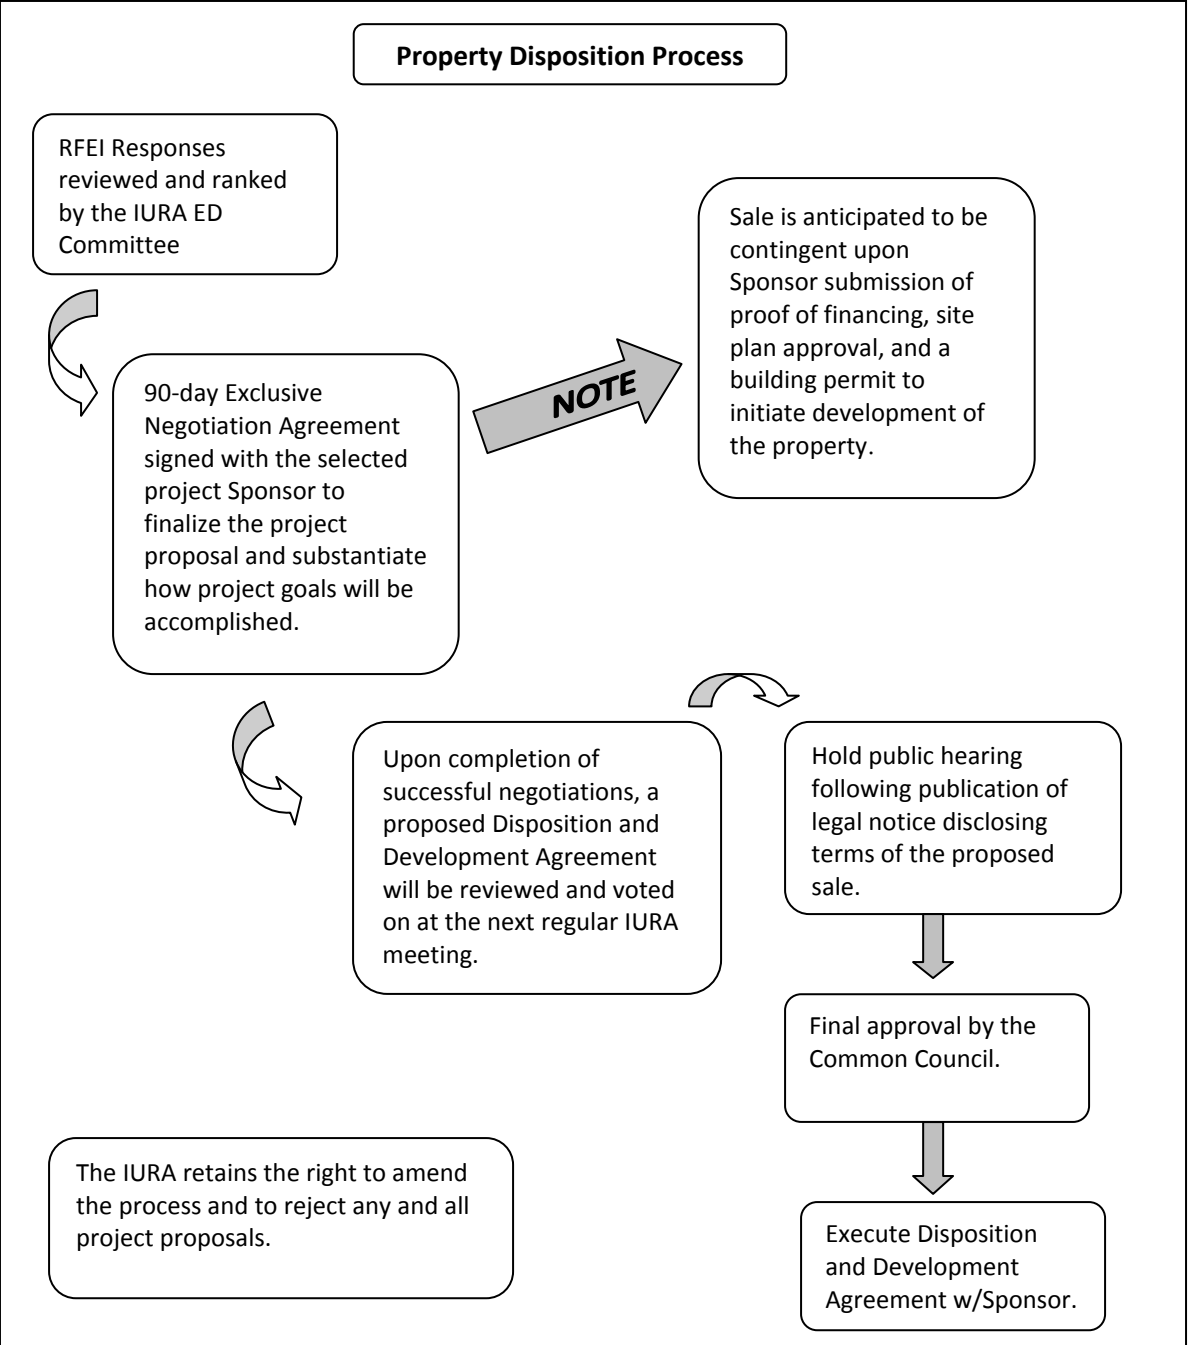 Property Disposition Process
RFEI Responses
reviewed and ranked
by the IURA ED
Committee
Sale is anticipated to be
contingent upon
Sponsor submission of
proof of financing, site
plan approval, and a
building permit to
initiate development of
the property.
NOTE
90-day Exclusive
Negotiation Agreement
signed with the selected
project Sponsor to
finalize the project
proposal and substantiate
how project goals will be
accomplished.
Upon completion of
successful negotiations, a
proposed Disposition and
Development Agreement
will be reviewed and voted
on at the next regular IURA
meeting.
Hold public hearing
following publication of
legal notice disclosing
terms of the proposed
sale.
Final approval by the
Common Council.
The IURA retains the right to amend
the process and to reject any and all
project proposals.
Execute Disposition
and Development
Agreement w/Sponsor.